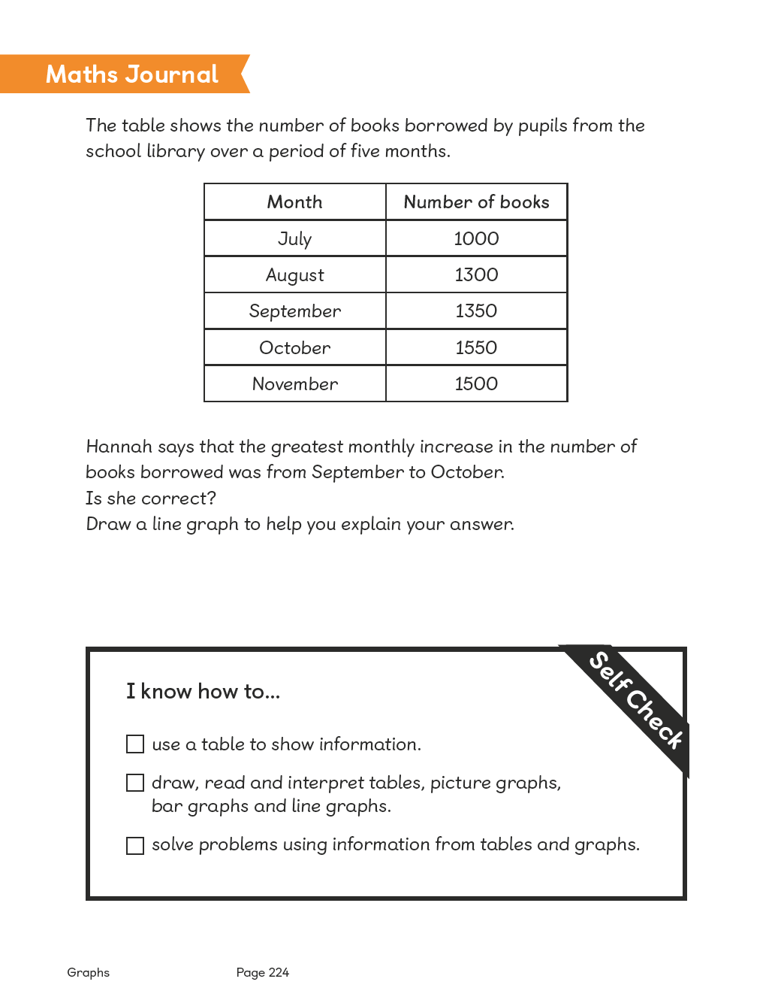 Maths Journal
The table shows the number of books borrowed by pupils from the
school library over a period of five months.
Month Number of books
July 1000
August 1300
September 1350
October 1550
November 1500
Hannah says that the greatest monthly increase in the number of
books borrowed was from September to October.
Is she correct?
Draw a line graph to help you explain your answer.
Self Check
I know how to...
use a table to show information.
draw, read and interpret tables, picture graphs,
bar graphs and line graphs.
solve problems using information from tables and graphs.
Graphs Page 224